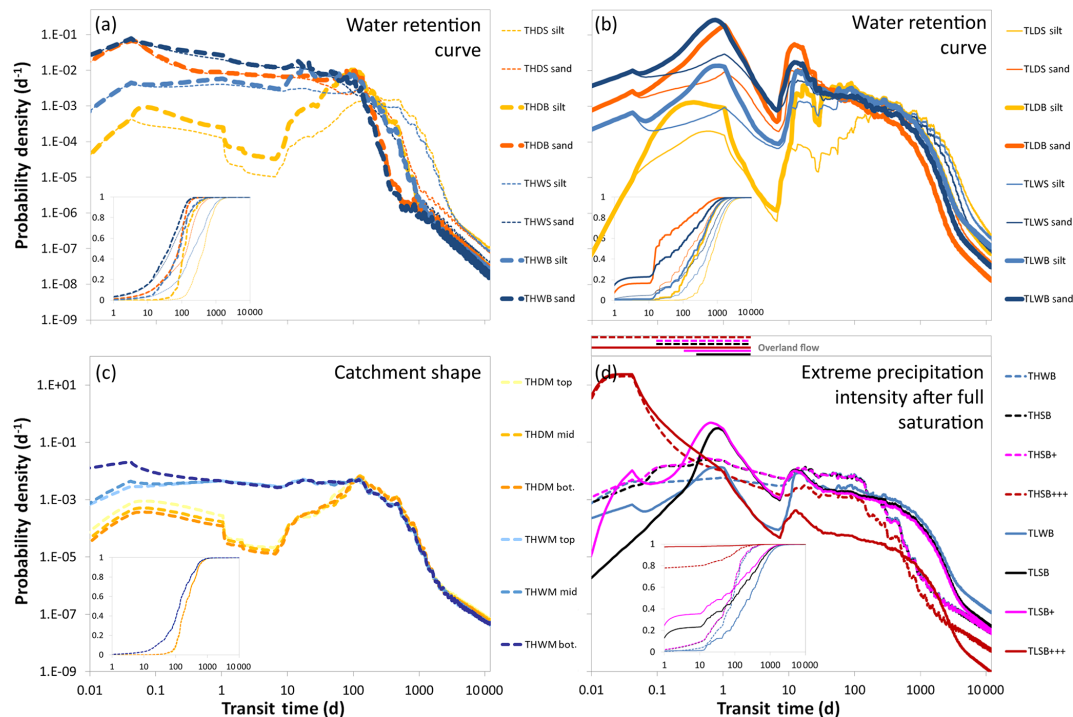 (a)
Water retention
curve
Probability density (d⁻¹)
1.E-01
1.E-02
1.E-03
1.E-04
1.E-05
1.E-06
1.E-07
1.E-08
1.E-09
1
0.8
0.6
0.4
0.2
0
1 10 100 1000 10000
THDS silt
THDS sand
THDB silt
THDB sand
THWS silt
THWS sand
THWB silt
THWB sand
(b)
Water retention
curve
1
0.8
0.6
0.4
0.2
0
1 10 100 1000 10000
TLDS silt
TLDS sand
TLDB silt
TLDB sand
TLWS silt
TLWS sand
TLWB silt
TLWB sand
(c)
Catchment shape
Probability density (d⁻¹)
1.E+01
1.E-01
1.E-03
1.E-05
1.E-07
1.E-09
1
0.8
0.6
0.4
0.2
0
1 10 100 1000 10000
0.01 0.1 1 10 100 1000 10000
Transit time (d)
THDM top
THDM mid
THDM bot.
THWM top
THWM mid
THWM bot.
Overland flow
(d)
Extreme precipitation
intensity after full
saturation
1
0.8
0.6
0.4
0.2
0
1 10 100 1000 10000
0.01 0.1 1 10 100 1000 10000
Transit time (d)
THWB
THSB
THSB+
THSB+++
TLWB
TLSB
TLSB+
TLSB+++